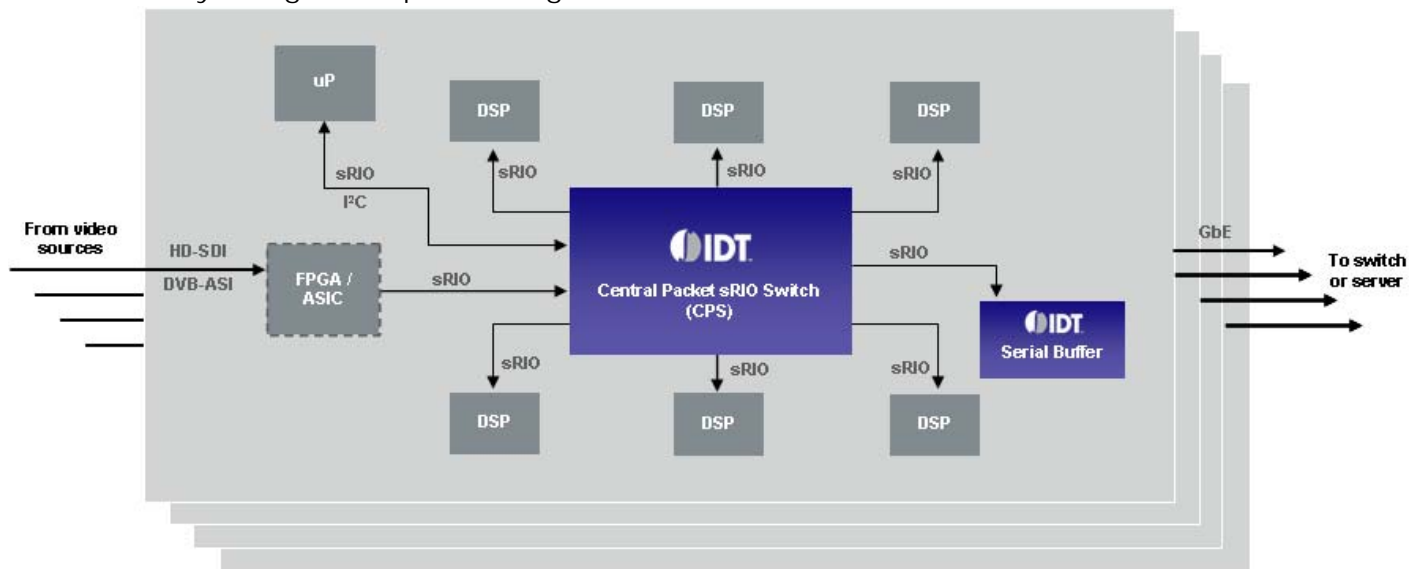 uP
DSP
DSP
DSP
sRIO
I²C
sRIO
sRIO
sRIO
From video
sources
HD-SDI
DVB-ASI
FPGA /
ASIC
sRIO
IDT
Central Packet sRIO Switch
(CPS)
sRIO
IDT
Serial Buffer
GbE
To switch
or server
sRIO
sRIO
sRIO
DSP
DSP
DSP